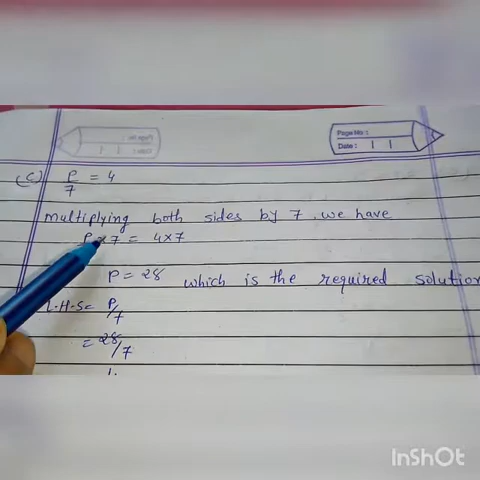 Page No :
Date :
(C) P/7 = 4
Multiplying both sides by 7, we have
P × 7 = 4×7
P = 28 which is the required solution
L.H.S = P/7
= 28/7
InShOt